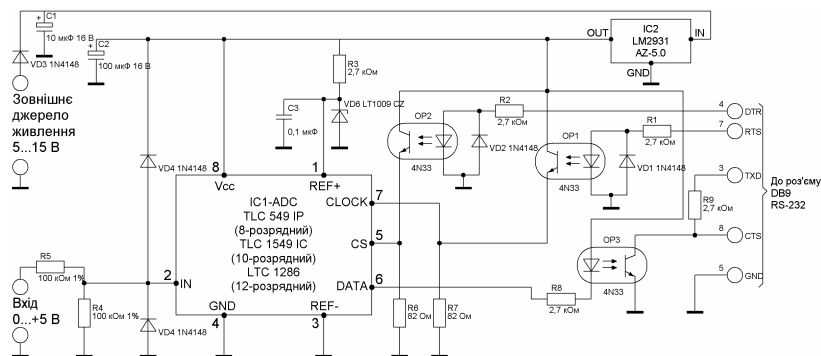 C1
10 мкФ 16 В
C2
100 мкФ 16 В
VD3 1N4148
Зовнішнє
джерело
живлення
5...15 В
VD4 1N4148
R3
2,7 кОм
C3
0,1 мкФ
VD6 LT1009 CZ
OP2
4N33
R2
2,7 кОм
VD2 1N4148
OP1
4N33
R1
2,7 кОм
VD1 1N4148
OUT
IC2
LM2931
AZ-5.0
IN
GND
4
DTR
7
RTS
3
TXD
R9
2,7 кОм
8
CTS
5
GND
До роз'єму
DB9
RS-232
8
Vcc
1
REF+
IC1-ADC
TLC 549 IP
(8-розрядний)
TLC 1549 IC
(10-розрядний)
LTC 1286
(12-розрядний)
CLOCK
7
CS
5
DATA
6
2
IN
GND
4
REF-
3
R5
100 кОм 1%
Вхід
0...+5 В
R4
100 кОм 1%
VD4 1N4148
R6
82 Ом
R7
82 Ом
R8
2,7 кОм
OP3
4N33